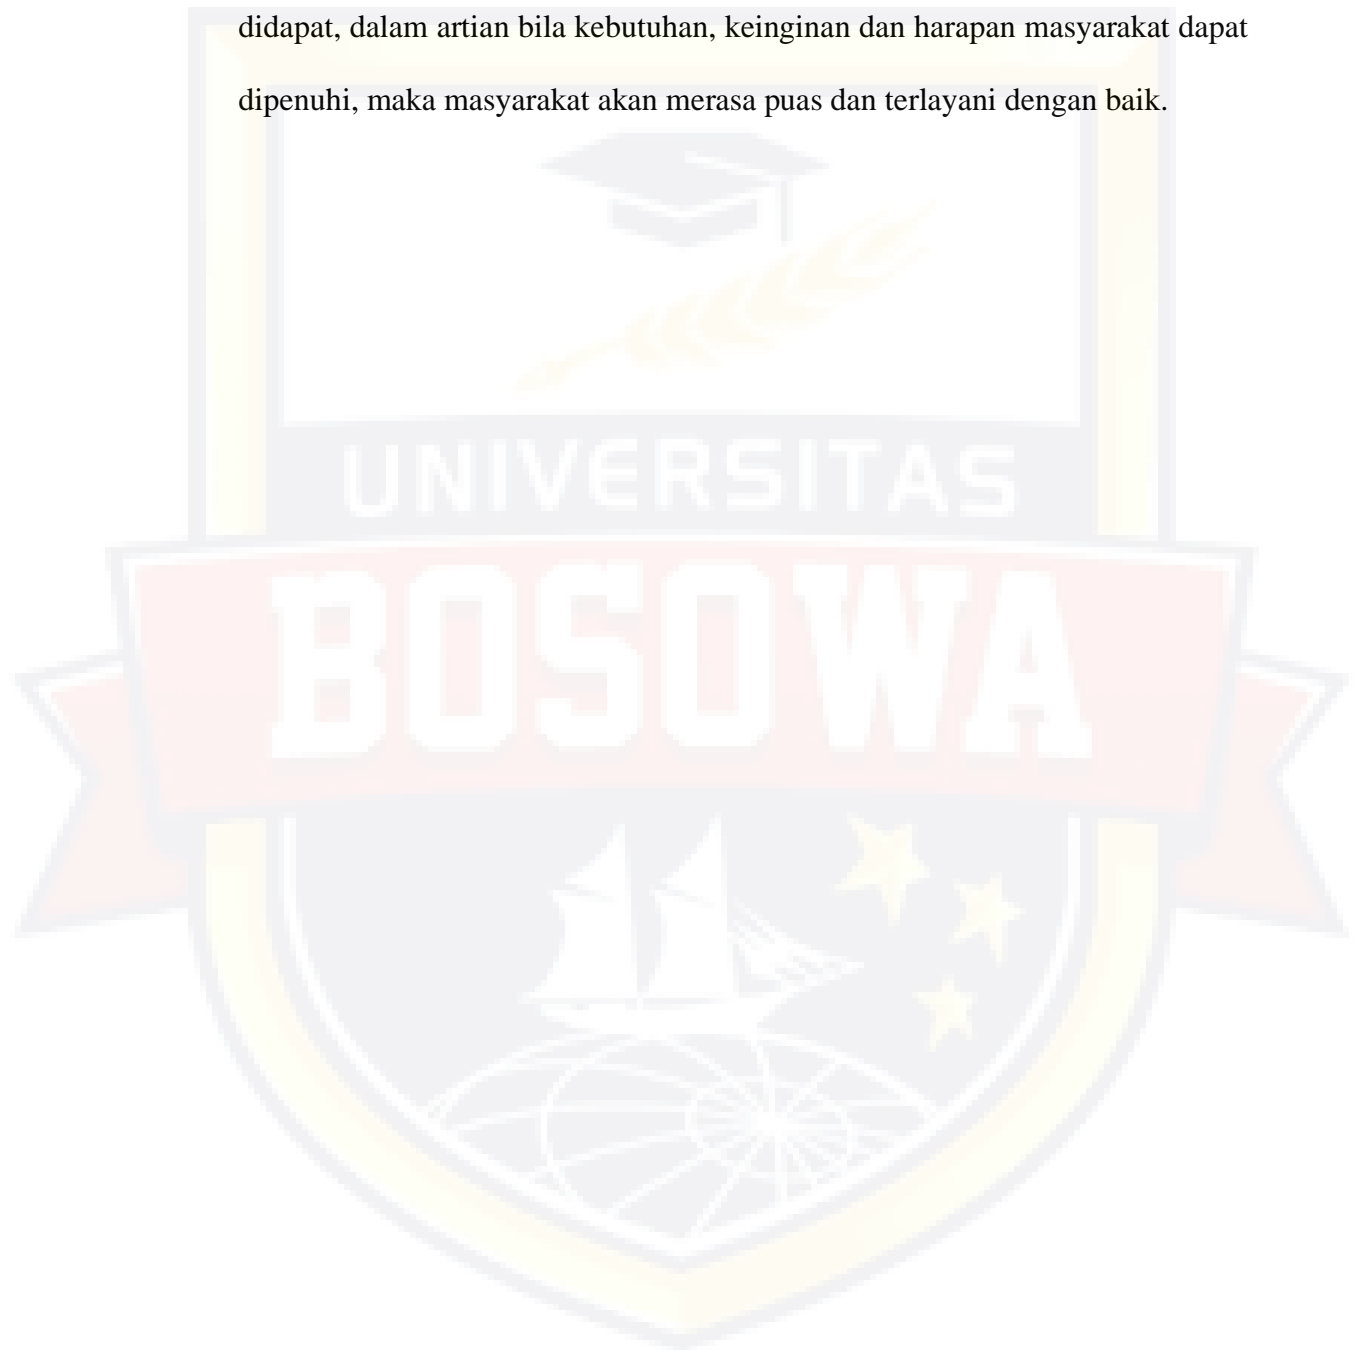 didapat, dalam artian bila kebutuhan, keinginan dan harapan masyarakat dapat
dipenuhi, maka masyarakat akan merasa puas dan terlayani dengan baik.
UNIVERSITAS
BOSOWA